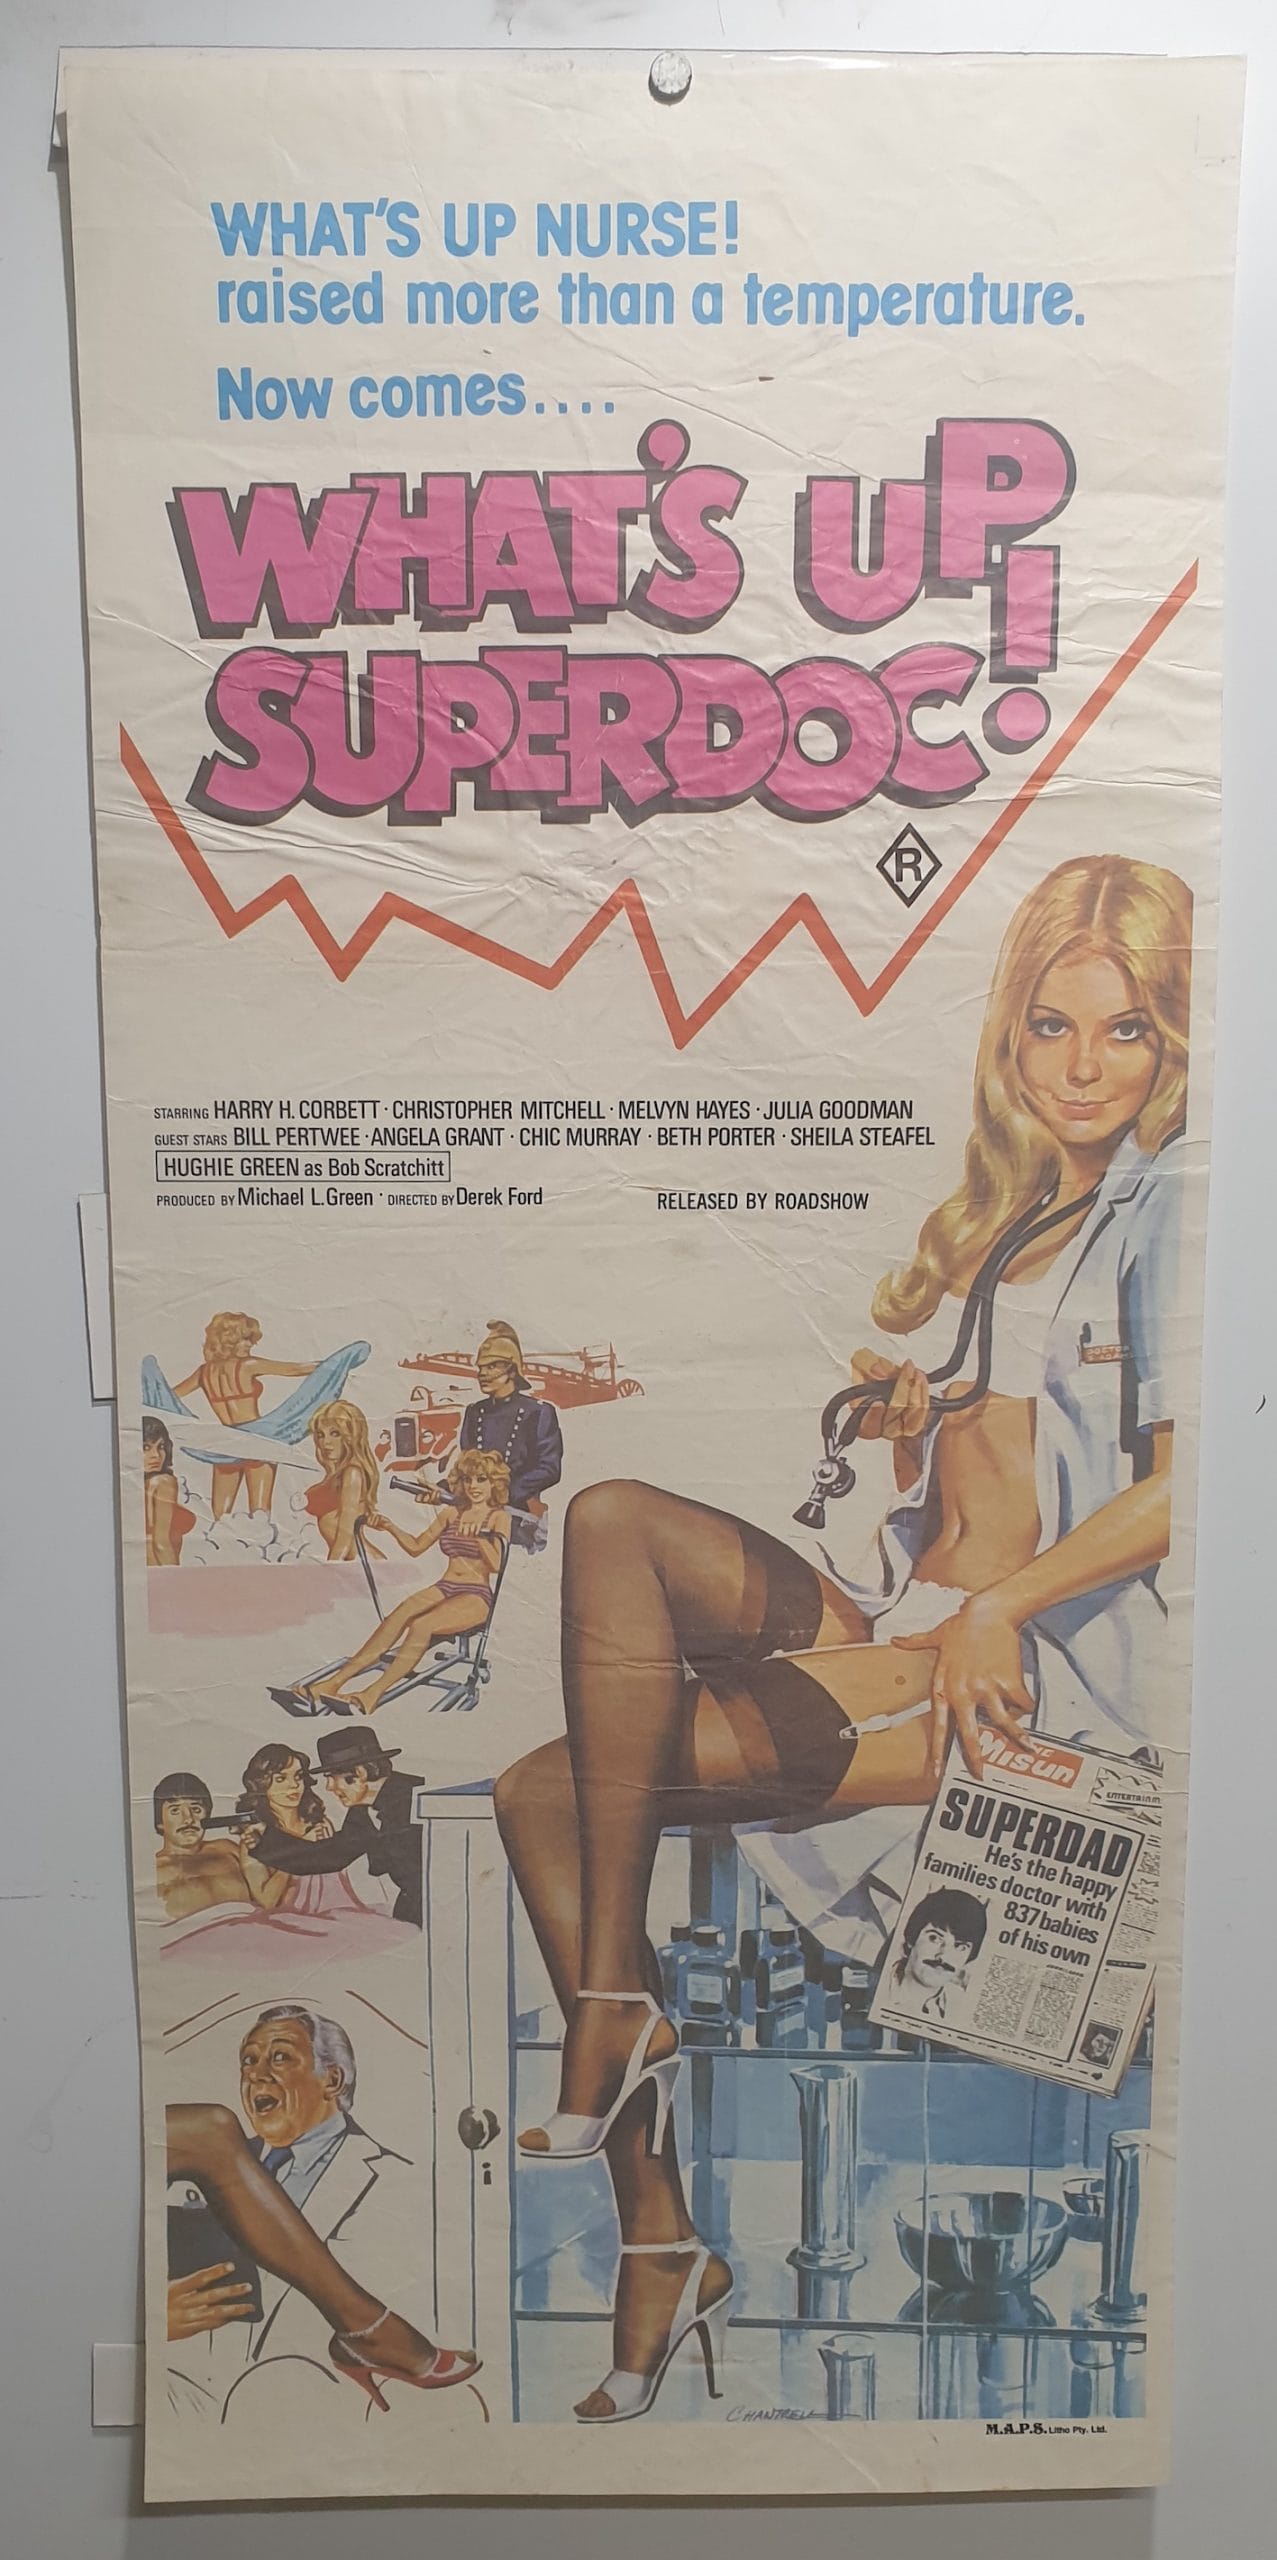 WHAT'S UP NURSE!
raised more than a temperature.
Now comes....
WHAT'S UP!
SUPERDOC!
R
STARRING HARRY H. CORBETT · CHRISTOPHER MITCHELL · MELVYN HAYES · JULIA GOODMAN
GUEST STARS BILL PERTWEE · ANGELA GRANT · CHIC MURRAY · BETH PORTER · SHEILA STEAFEL
HUGHIE GREEN as Bob Scratchitt
PRODUCED BY Michael L. Green · DIRECTED BY Derek Ford
RELEASED BY ROADSHOW
DOCTOR
THE
MiSun
SUPERDAD
He's the happy
families doctor with
837 babies
of his own
CHANTRELL
M.A.P.S. Litho Pty. Ltd.